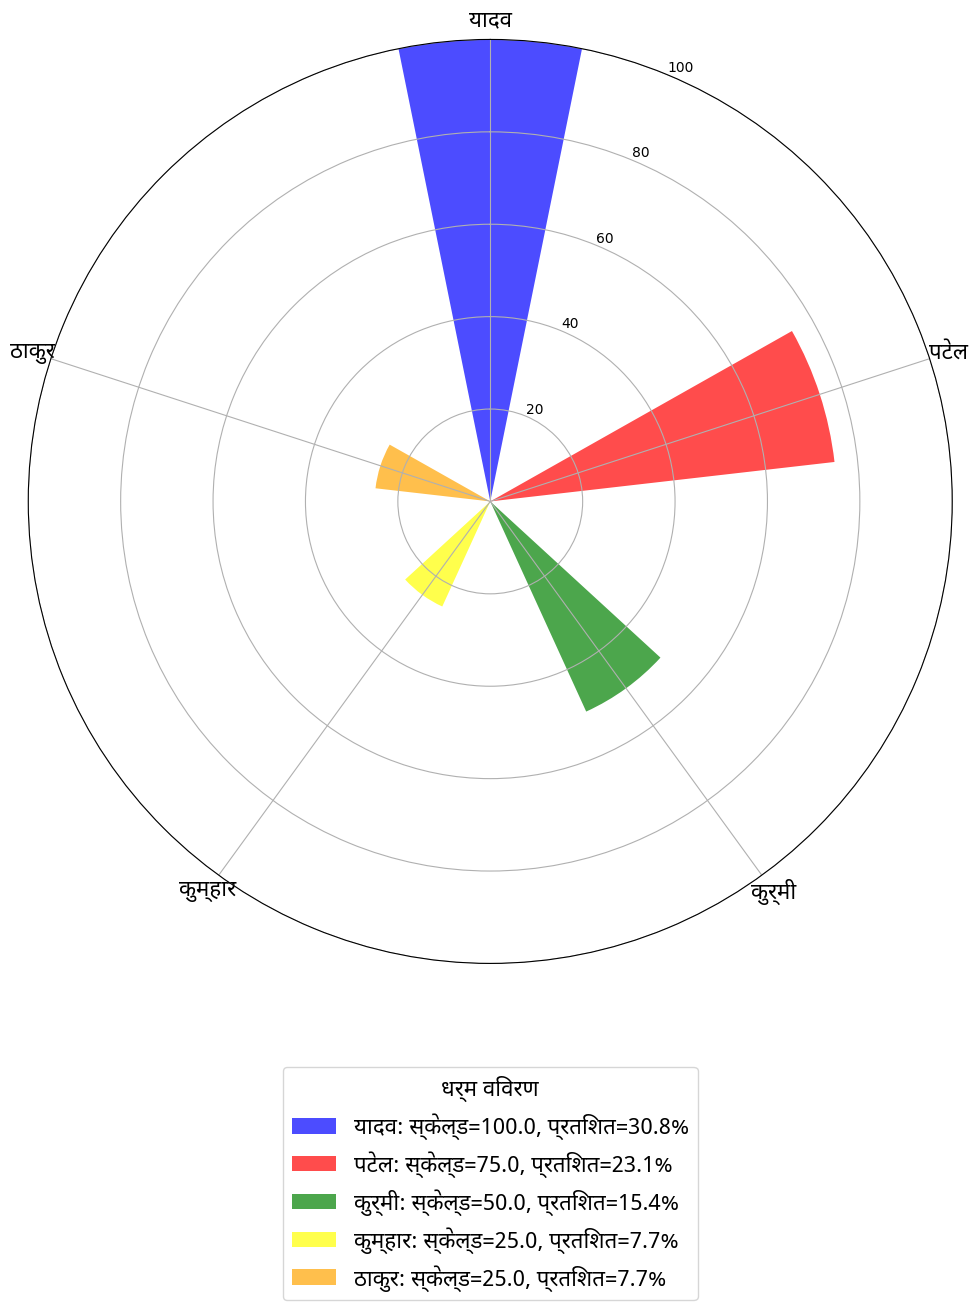 यादव
100
80
60
40
20
ठाकुर
पटेल
कुम्हार
कुर्मी
धर्म विवरण
यादव: स्केल्ड=100.0, प्रतिशत=30.8%
पटेल: स्केल्ड=75.0, प्रतिशत=23.1%
कुर्मी: स्केल्ड=50.0, प्रतिशत=15.4%
कुम्हार: स्केल्ड=25.0, प्रतिशत=7.7%
ठाकुर: स्केल्ड=25.0, प्रतिशत=7.7%